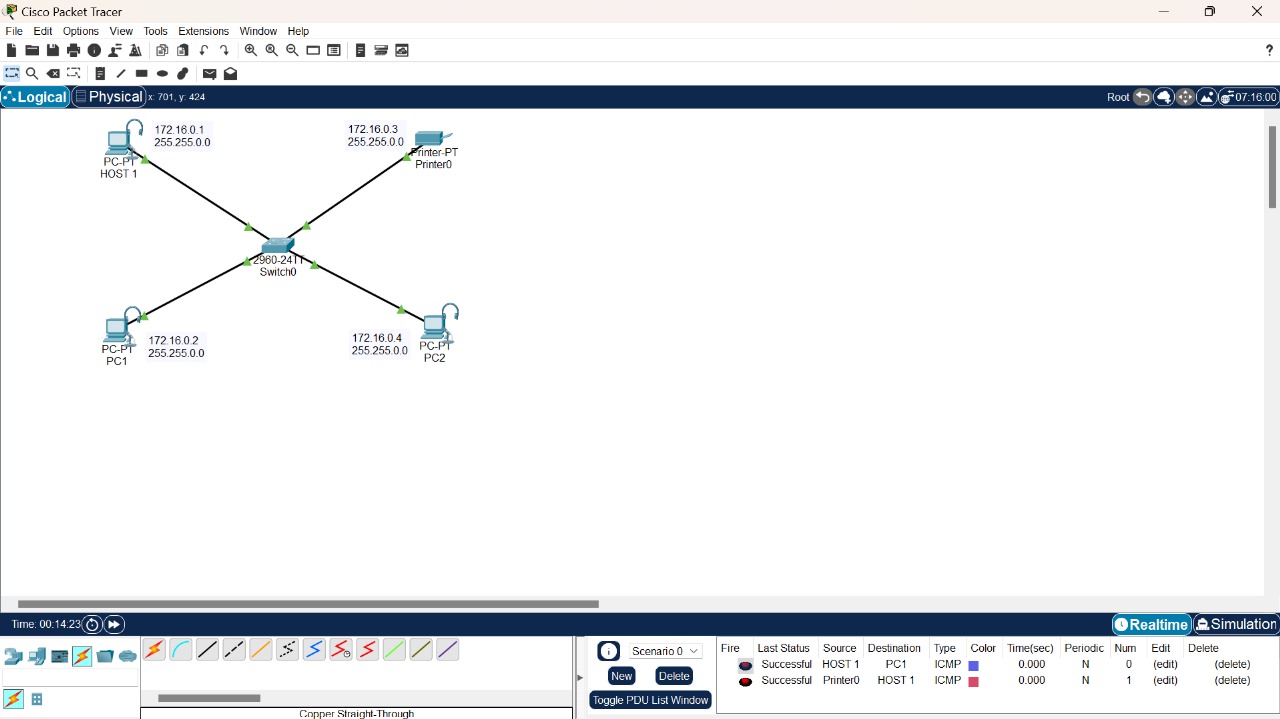 Cisco Packet Tracer
File Edit Options View Tools Extensions Window Help
?
Logical Physical x: 701, y: 424
Root 07:16:00
172.16.0.1
255.255.0.0
PC-PT
HOST 1
172.16.0.3
255.255.0.0
Printer-PT
Printer0
2960-24TT
Switch0
PC-PT
PC1
172.16.0.2
255.255.0.0
172.16.0.4
255.255.0.0
PC-PT
PC2
Time: 00:14:23
Realtime Simulation
Copper Straight-Through
Scenario 0
New Delete
Toggle PDU List Window
Fire Last Status Source Destination Type Color Time(sec) Periodic Num Edit Delete
Successful HOST 1 PC1 ICMP 0.000 N 0 (edit) (delete)
Successful Printer0 HOST 1 ICMP 0.000 N 1 (edit) (delete)